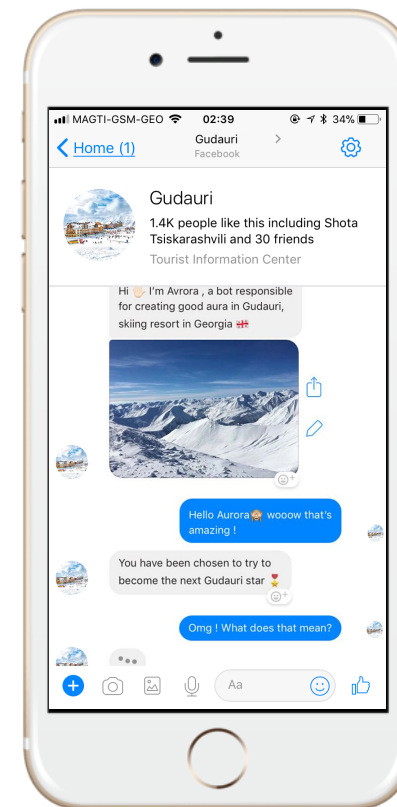 MAGTI-GSM-GEO 02:39 34%
Home (1)
Gudauri
Facebook
Gudauri
1.4K people like this including Shota
Tsiskarashvili and 30 friends
Tourist Information Center
Hi 🖐🏻 I'm Avrora , a bot responsible
for creating good aura in Gudauri,
skiing resort in Georgia 🇬🇪
Hello Aurora🙈 wooow that's
amazing !
You have been chosen to try to
become the next Gudauri star 🎖
Omg ! What does that mean?
Aa